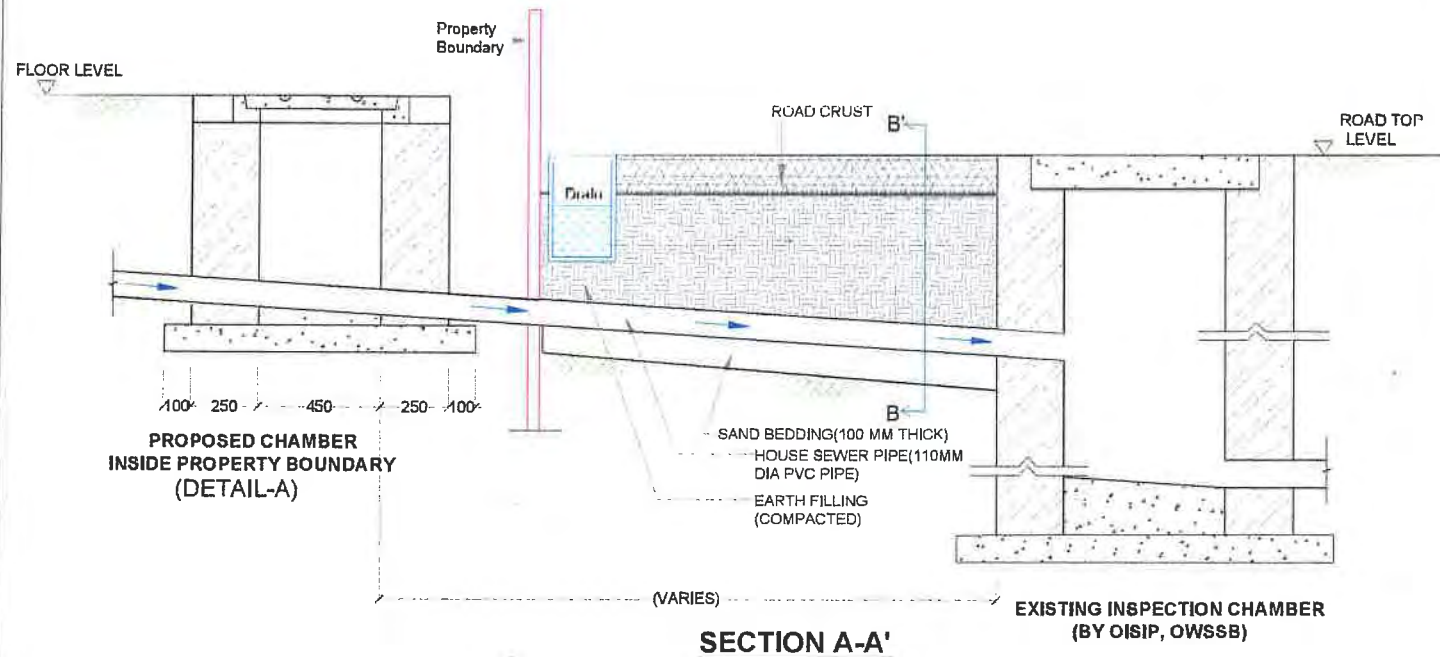 Property
Boundary
FLOOR LEVEL
ROAD CRUST
B'
ROAD TOP
LEVEL
Drain
B
SAND BEDDING(100 MM THICK)
HOUSE SEWER PIPE(110MM
DIA PVC PIPE)
EARTH FILLING
(COMPACTED)
100 250 450 250 100
PROPOSED CHAMBER
INSIDE PROPERTY BOUNDARY
(DETAIL-A)
(VARIES)
EXISTING INSPECTION CHAMBER
(BY OISIP, OWSSB)
SECTION A-A'